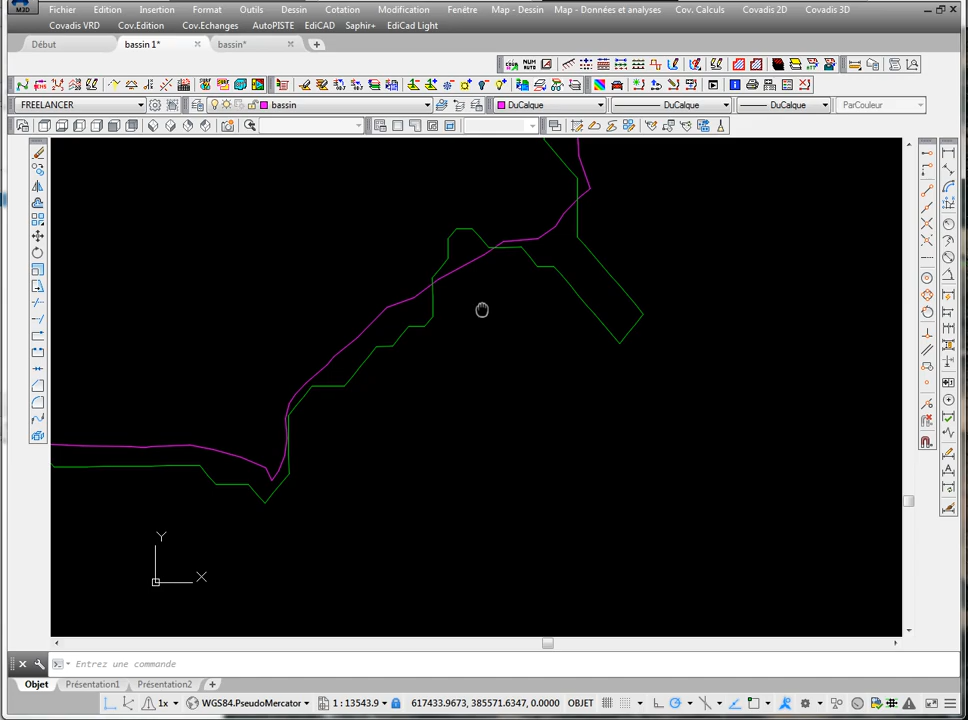 M3D Fichier Edition Insertion Format Outils Dessin Cotation Modification Fenêtre Map - Dessin Map - Données et analyses Cov. Calculs Covadis 2D Covadis 3D
Covadis VRD Cov.Edition Cov.Echanges AutoPISTE EdiCAD Saphir+ EdiCad Light
Début bassin 1* bassin*
NUM
FREELANCER bassin DuCalque DuCalque DuCalque ParCouleur
Y
X
Entrez une commande
Objet Présentation1 Présentation2
1x WGS84.PseudoMercator 1 : 13543.9 617433.9673, 385571.6347, 0.0000 OBJET